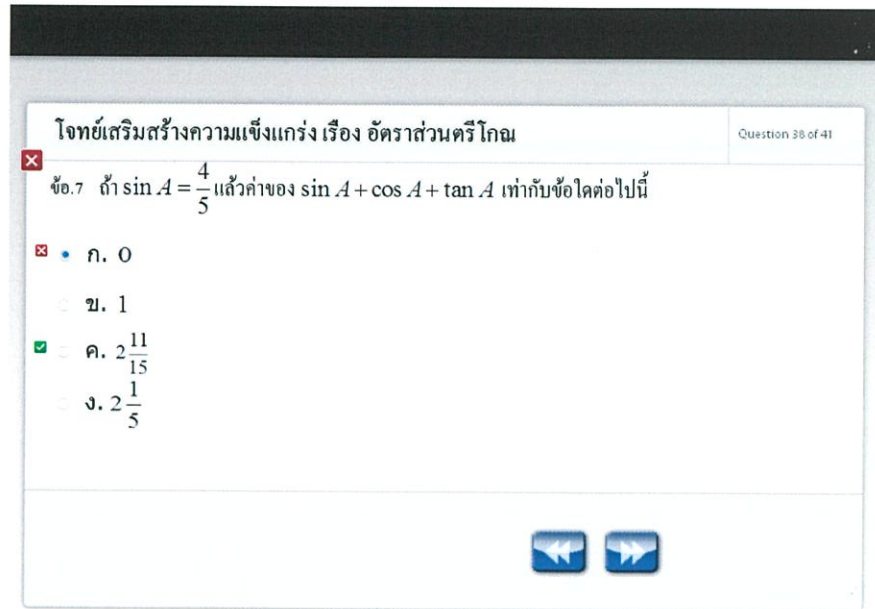 โจทย์เสริมสร้างความแข็งแกร่ง เรื่อง อัตราส่วนตรีโกณ
Question 38 of 41
ข้อ.7 ถ้า sin A = 4/5 แล้วค่าของ sin A + cos A + tan A เท่ากับข้อใดต่อไปนี้
ก. 0
ข. 1
ค. 2 11/15
ง. 2 1/5